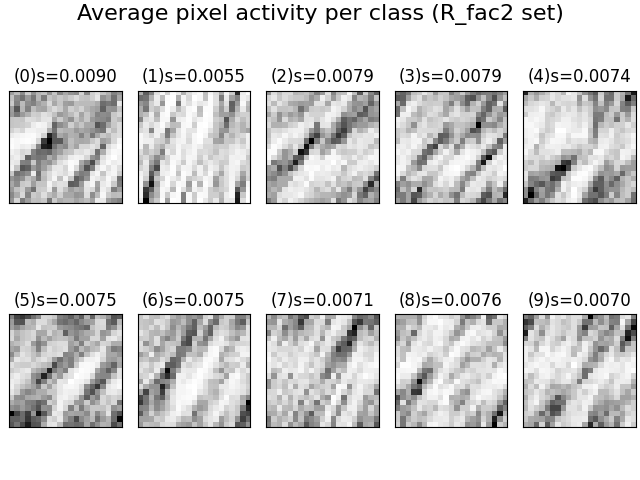 Average pixel activity per class (R_fac2 set)
(0)s=0.0090 (1)s=0.0055 (2)s=0.0079 (3)s=0.0079 (4)s=0.0074
(5)s=0.0075 (6)s=0.0075 (7)s=0.0071 (8)s=0.0076 (9)s=0.0070